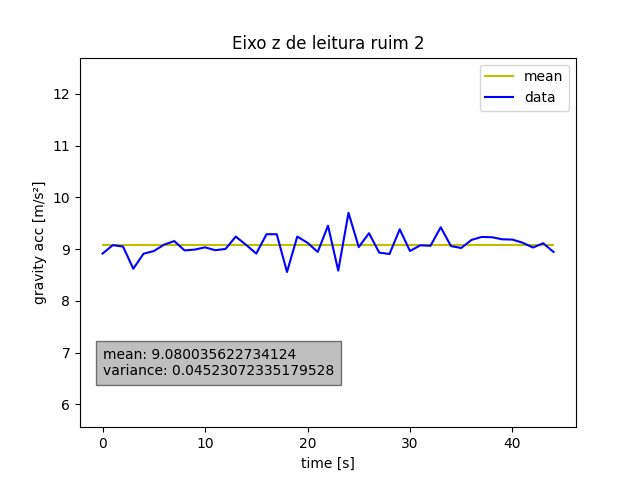 Eixo z de leitura ruim 2
mean
data
gravity acc [m/s²]
12
11
10
9
8
7
6
mean: 9.080035622734124
variance: 0.04523072335179528
0
10
20
30
40
time [s]